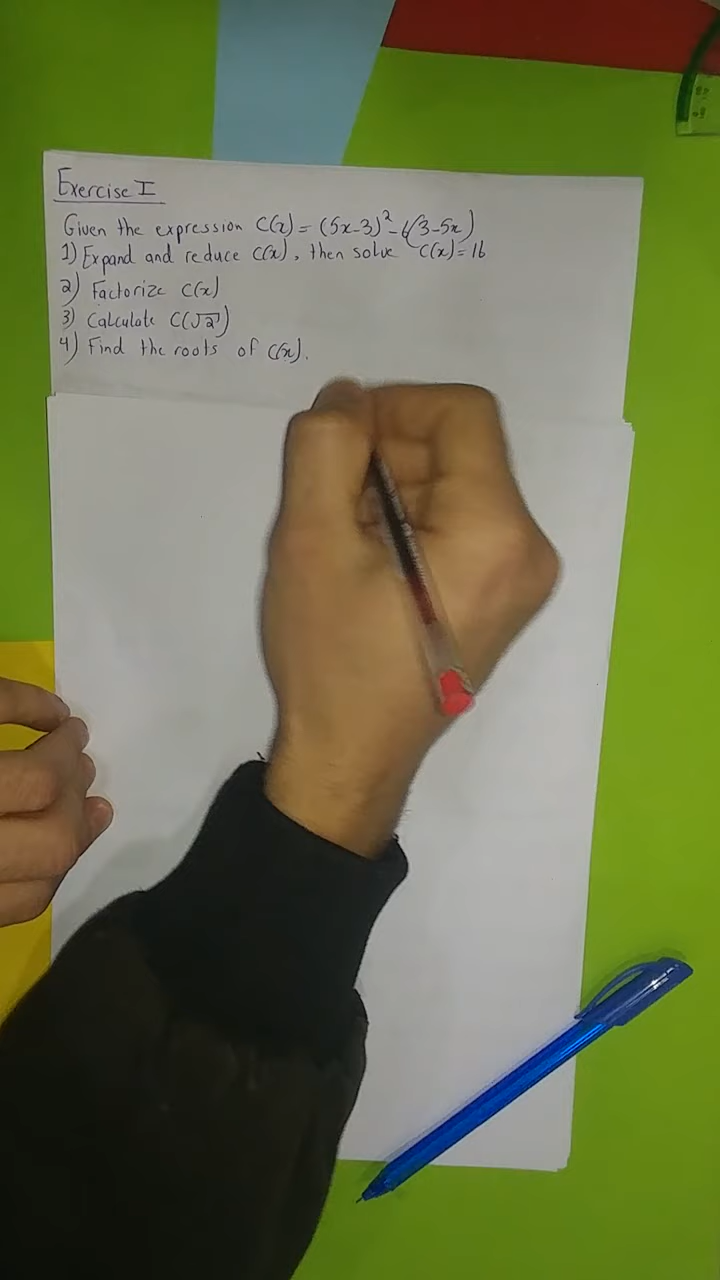 Exercise I
Given the expression C(x) = (5x-3)² - 6(3-5x)
1) Expand and reduce C(x), then solve C(x)=16
2) Factorize C(x)
3) Calculate C(√2)
4) Find the roots of C(x).